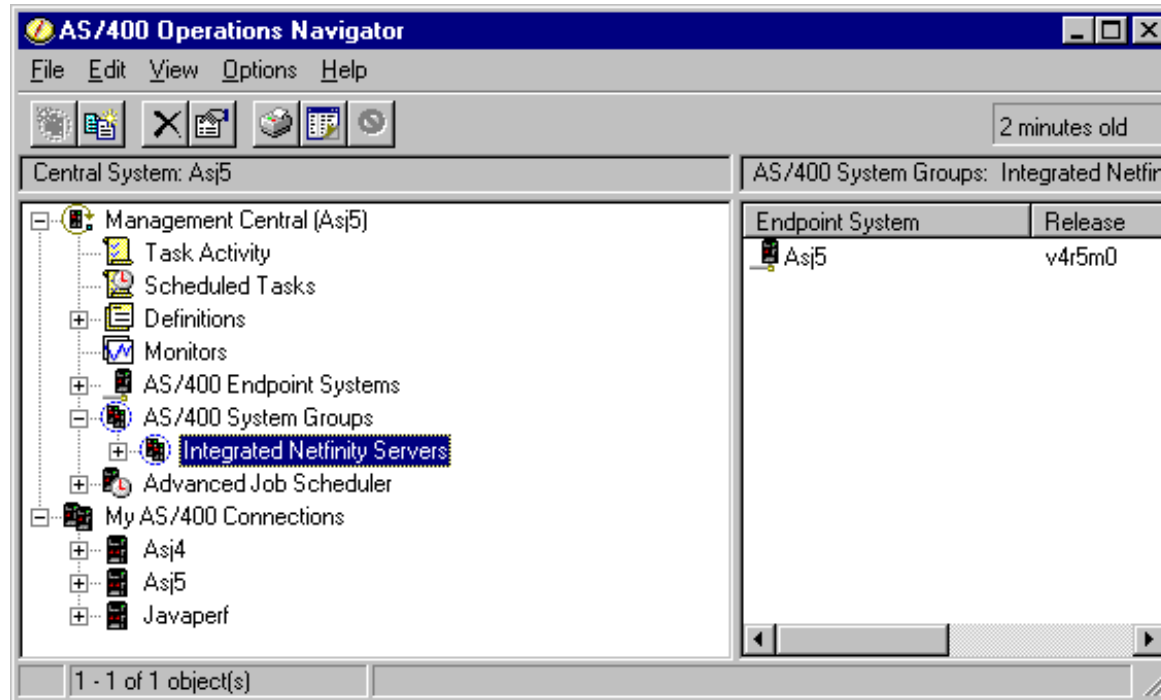 AS/400 Operations Navigator
File Edit View Options Help
2 minutes old
Central System: Asj5
AS/400 System Groups: Integrated Netfin
Management Central (Asj5)
Task Activity
Scheduled Tasks
Definitions
Monitors
AS/400 Endpoint Systems
AS/400 System Groups
Integrated Netfinity Servers
Advanced Job Scheduler
My AS/400 Connections
Asj4
Asj5
Javaperf
Endpoint System Release
Asj5 v4r5m0
1 - 1 of 1 object(s)